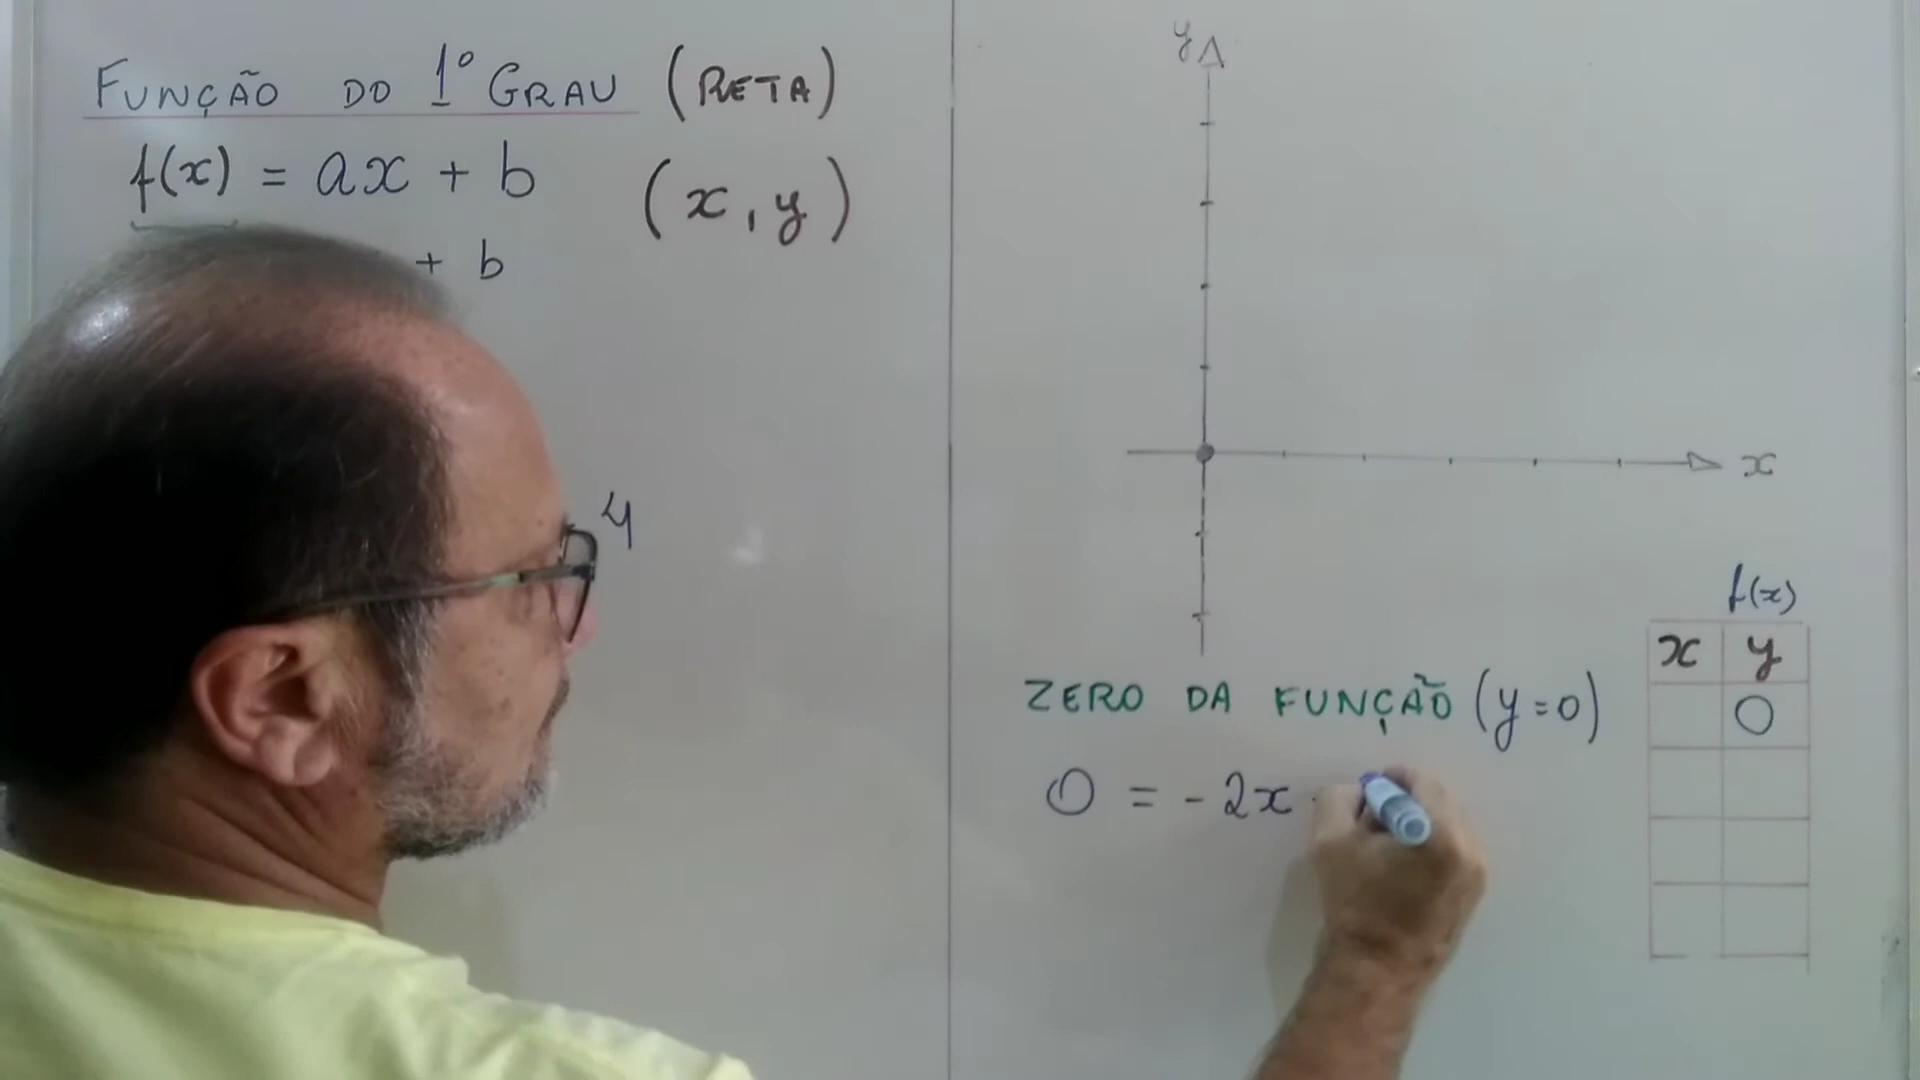 FUNÇÃO DO 1º GRAU (RETA)
f(x) = ax + b
(x, y)
+ b
4
y
x
ZERO DA FUNÇÃO (y=0)
0 = - 2x
f(x)
x y
0